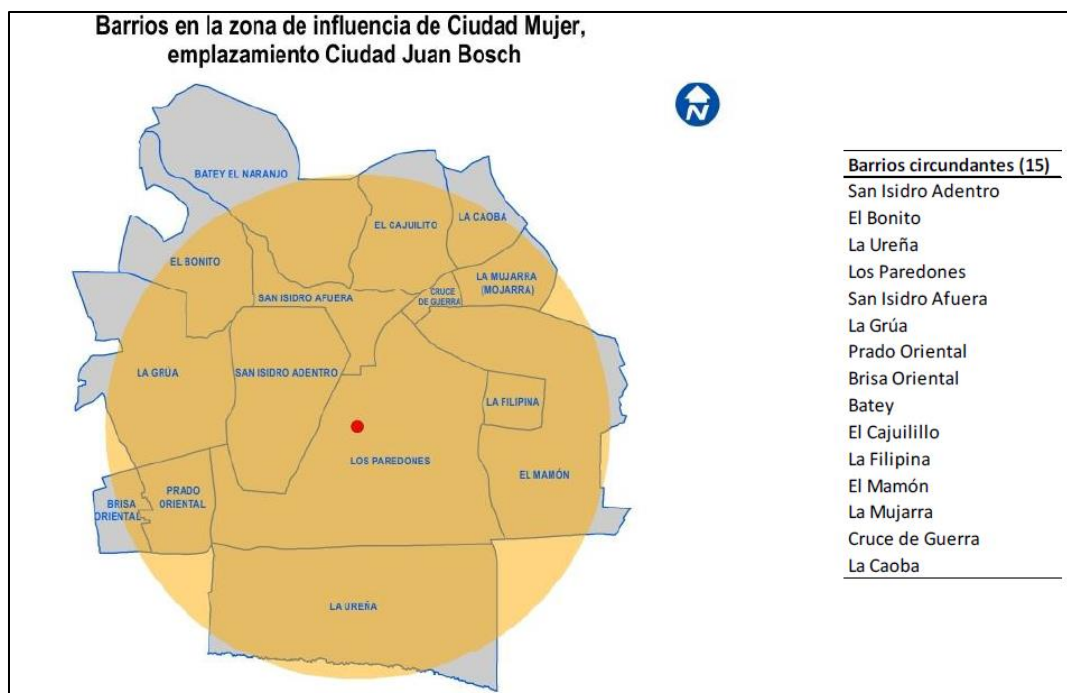 Barrios en la zona de influencia de Ciudad Mujer,
emplazamiento Ciudad Juan Bosch
N
BATEY EL NARANJO
EL CAJUILITO
LA CAOBA
EL BONITO
LA MUJARRA
(MOJARRA)
CRUCE
DE GUERRA
SAN ISIDRO AFUERA
LA GRÚA
SAN ISIDRO ADENTRO
LA FILIPINA
LOS PAREDONES
EL MAMÓN
PRADO
ORIENTAL
BRISA
ORIENTAL
LA UREÑA
Barrios circundantes (15)
San Isidro Adentro
El Bonito
La Ureña
Los Paredones
San Isidro Afuera
La Grúa
Prado Oriental
Brisa Oriental
Batey
El Cajuilillo
La Filipina
El Mamón
La Mujarra
Cruce de Guerra
La Caoba